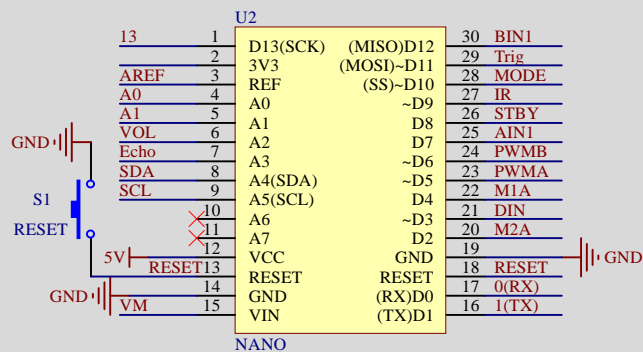 U2
13 1 D13(SCK) (MISO)D12 30 BIN1
2 3V3 (MOSI)~D11 29 Trig
AREF 3 REF (SS)~D10 28 MODE
A0 4 A0 ~D9 27 IR
A1 5 A1 D8 26 STBY
VOL 6 A2 D7 25 AIN1
GND
Echo 7 A3 ~D6 24 PWMB
SDA 8 A4(SDA) ~D5 23 PWMA
SCL 9 A5(SCL) D4 22 M1A
S1
10 A6 ~D3 21 DIN
RESET
11 A7 D2 20 M2A
5V 12 VCC GND 19 GND
RESET 13 RESET RESET 18 RESET
GND 14 GND (RX)D0 17 0(RX)
VM 15 VIN (TX)D1 16 1(TX)
NANO